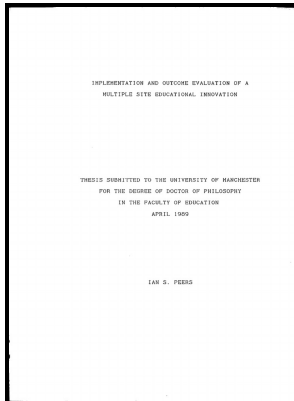 IMPLEMENTATION AND OUTCOME EVALUATION OF A
MULTIPLE SITE EDUCATIONAL INNOVATION
THESIS SUBMITTED TO THE UNIVERSITY OF MANCHESTER
FOR THE DEGREE OF DOCTOR OF PHILOSOPHY
IN THE FACULTY OF EDUCATION
APRIL 1989
IAN S. PEERS